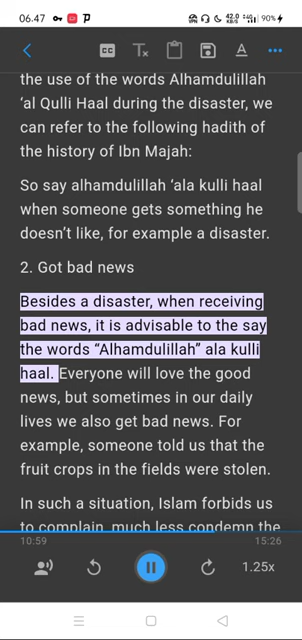 06.47
42.0
KB/S
90%
CC
the use of the words Alhamdulillah
'al Qulli Haal during the disaster, we
can refer to the following hadith of
the history of Ibn Majah:
So say alhamdulillah 'ala kulli haal
when someone gets something he
doesn't like, for example a disaster.
2. Got bad news
Besides a disaster, when receiving
bad news, it is advisable to the say
the words "Alhamdulillah" ala kulli
haal. Everyone will love the good
news, but sometimes in our daily
lives we also get bad news. For
example, someone told us that the
fruit crops in the fields were stolen.
In such a situation, Islam forbids us
to complain, much less condemn the
10:59
15:26
1.25x